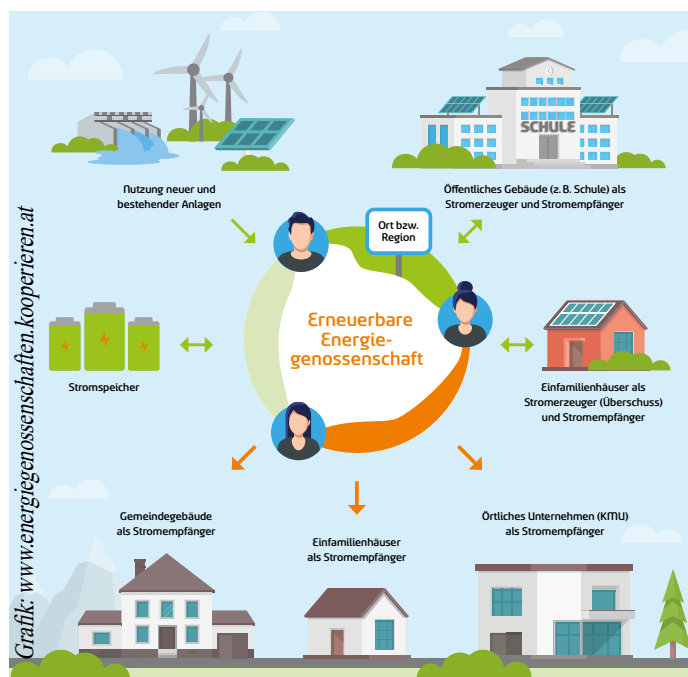 SCHULE
Nutzung neuer und
bestehender Anlagen
Öffentliches Gebäude (z. B. Schule) als
Stromerzeuger und Stromempfänger
Ort bzw.
Region
Erneuerbare
Energie-
genossenschaft
Stromspeicher
Einfamilienhäuser als
Stromerzeuger (Überschuss)
und Stromempfänger
Gemeindegebäude
als Stromempfänger
Einfamilienhäuser
als Stromempfänger
Örtliches Unternehmen (KMU)
als Stromempfänger
Grafik: www.energiegenossenschaften.kooperieren.at